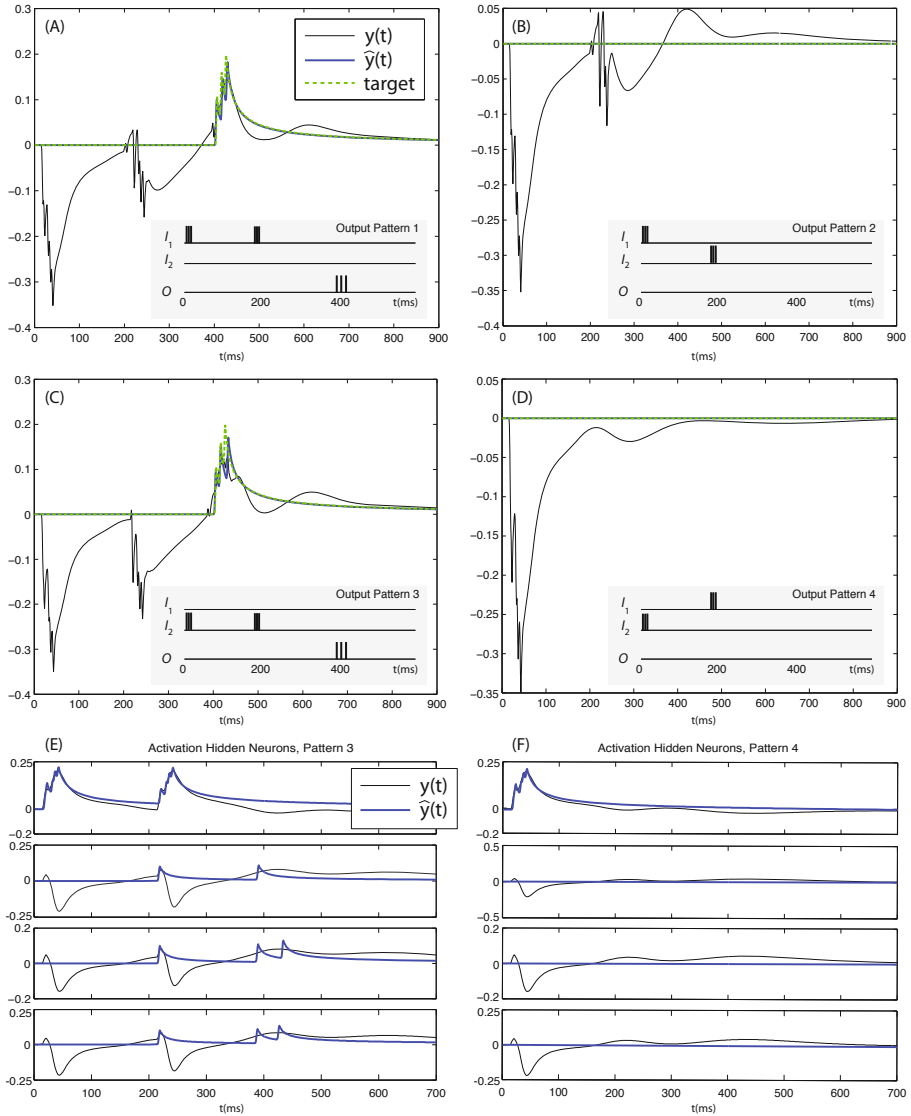 (A)
y(t)
ŷ(t)
target
0.3
0.2
0.1
0
−0.1
−0.2
−0.3
−0.4
Output Pattern 1
I1
I2
O
0 200 400 t(ms)
0 100 200 300 400 500 600 700 800 900
t(ms)
(B)
0.05
0
−0.05
−0.1
−0.15
−0.2
−0.25
−0.3
−0.35
−0.4
Output Pattern 2
I1
I2
O
0 200 400 t(ms)
0 100 200 300 400 500 600 700 800 900
t(ms)
(C)
0.3
0.2
0.1
0
−0.1
−0.2
−0.3
−0.4
Output Pattern 3
I1
I2
O
0 200 400 t(ms)
0 100 200 300 400 500 600 700 800 900
t(ms)
(D)
0.05
0
−0.05
−0.1
−0.15
−0.2
−0.25
−0.3
−0.35
Output Pattern 4
I1
I2
O
0 200 400 t(ms)
0 100 200 300 400 500 600 700 800 900
t(ms)
(E)
Activation Hidden Neurons, Pattern 3
y(t)
ŷ(t)
0.25
0
−0.2
0.25
0
−0.25
0.2
0
−0.2
0.2
0
−0.25
0 100 200 300 400 500 600 700
t(ms)
(F)
Activation Hidden Neurons, Pattern 4
0.25
0
−0.2
0.5
0
−0.5
0.2
0
−0.2
0.2
0
−0.25
0 100 200 300 400 500 600 700
t(ms)